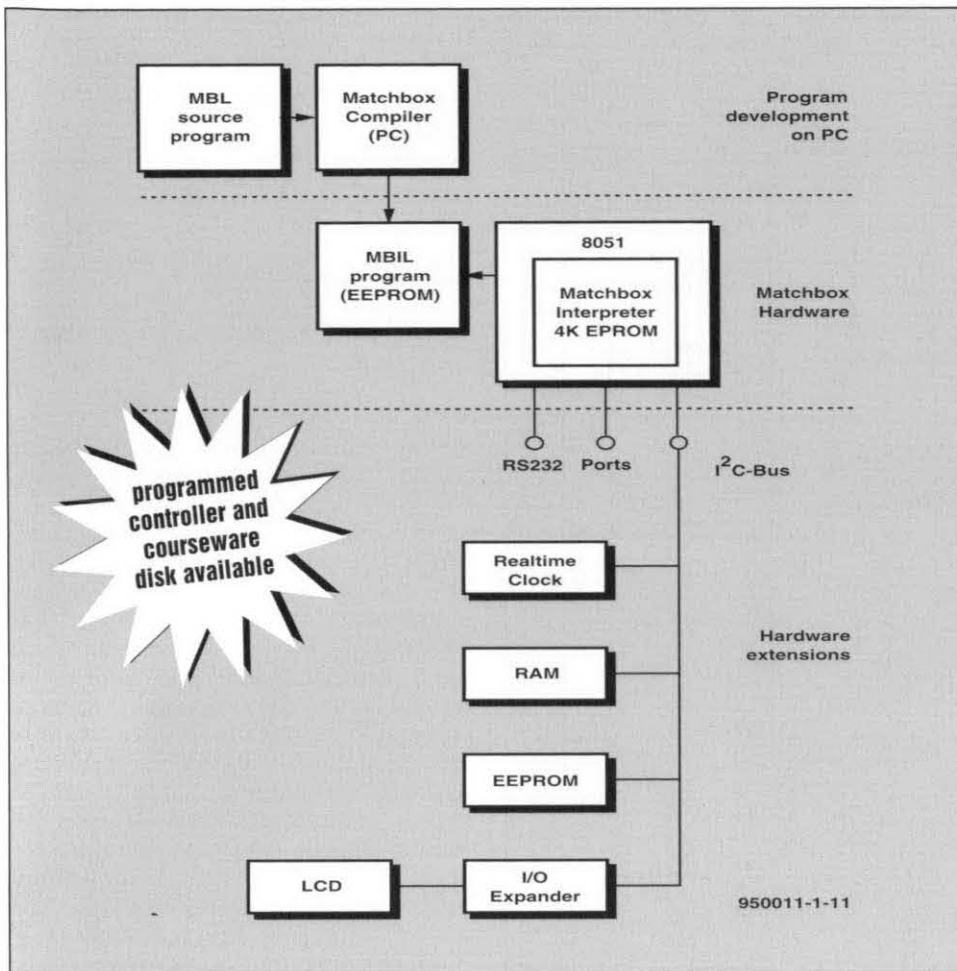 MBL
source
program
Matchbox
Compiler
(PC)
Program
development
on PC
MBIL
program
(EEPROM)
8051
Matchbox
Interpreter
4K EPROM
Matchbox
Hardware
programmed
controller and
courseware
disk available
RS232
Ports
I²C-Bus
Realtime
Clock
RAM
Hardware
extensions
EEPROM
LCD
I/O
Expander
950011-1-11